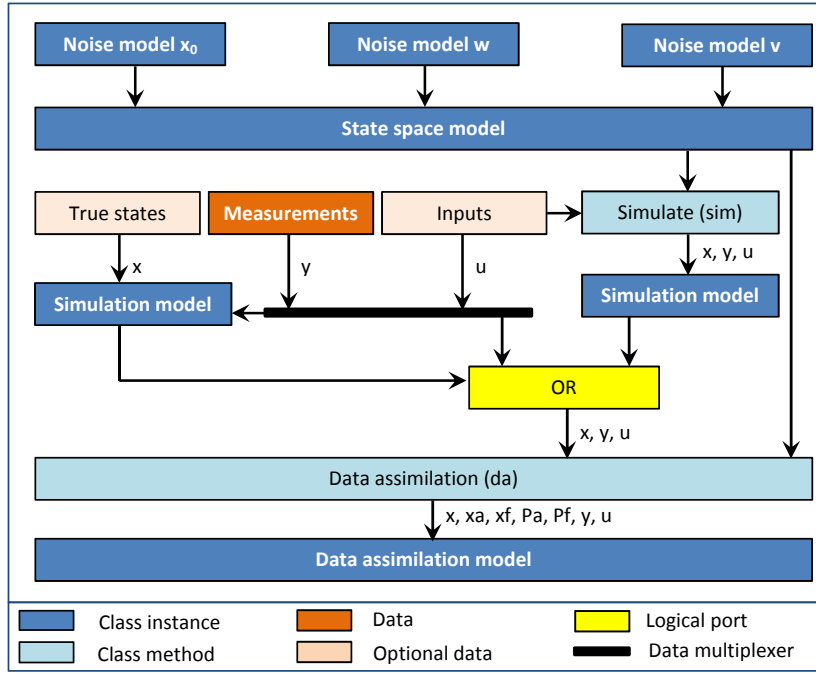 Noise model x₀
Noise model w
Noise model v
State space model
True states
Measurements
Inputs
Simulate (sim)
x
y
u
x, y, u
Simulation model
Simulation model
OR
x, y, u
Data assimilation (da)
x, xa, xf, Pa, Pf, y, u
Data assimilation model
Class instance
Data
Logical port
Class method
Optional data
Data multiplexer